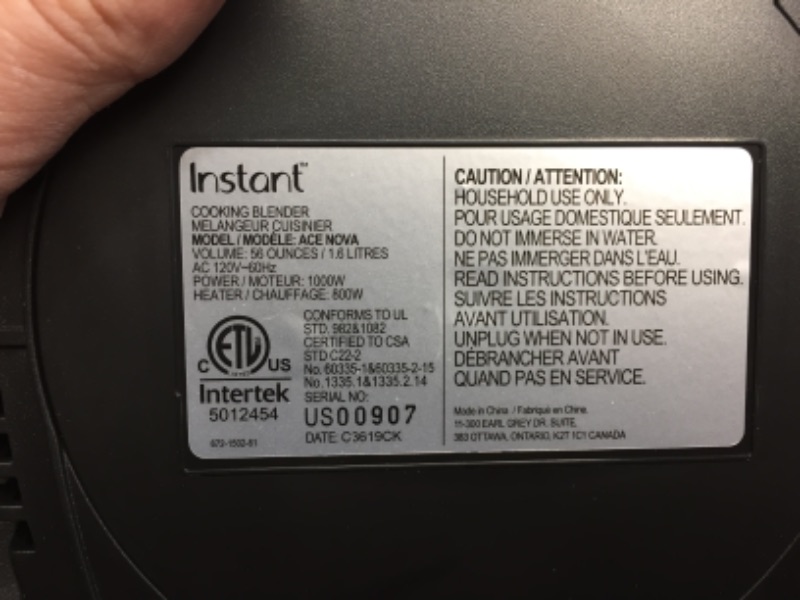 Instant™
COOKING BLENDER
MELANGEUR CUISINIER
MODEL / MODÈLE: ACE NOVA
VOLUME: 56 OUNCES / 1.6 LITRES
AC 120V~60Hz
POWER / MOTEUR: 1000W
HEATER / CHAUFFAGE: 800W
CONFORMS TO UL
STD. 982&1082
CERTIFIED TO CSA
STD C22-2
No. 60335-1&60335-2-15
No. 1335.1&1335.2.14
C ETL US
Intertek
5012454
SERIAL NO:
US00907
DATE: C3619CK
672-1502-81
CAUTION / ATTENTION:
HOUSEHOLD USE ONLY.
POUR USAGE DOMESTIQUE SEULEMENT.
DO NOT IMMERSE IN WATER.
NE PAS IMMERGER DANS L'EAU.
READ INSTRUCTIONS BEFORE USING.
SUIVRE LES INSTRUCTIONS
AVANT UTILISATION.
UNPLUG WHEN NOT IN USE.
DÉBRANCHER AVANT
QUAND PAS EN SERVICE.
Made in China / Fabriqué en Chine.
11-300 EARL GREY DR. SUITE,
383 OTTAWA, ONTARIO, K2T 1C1 CANADA